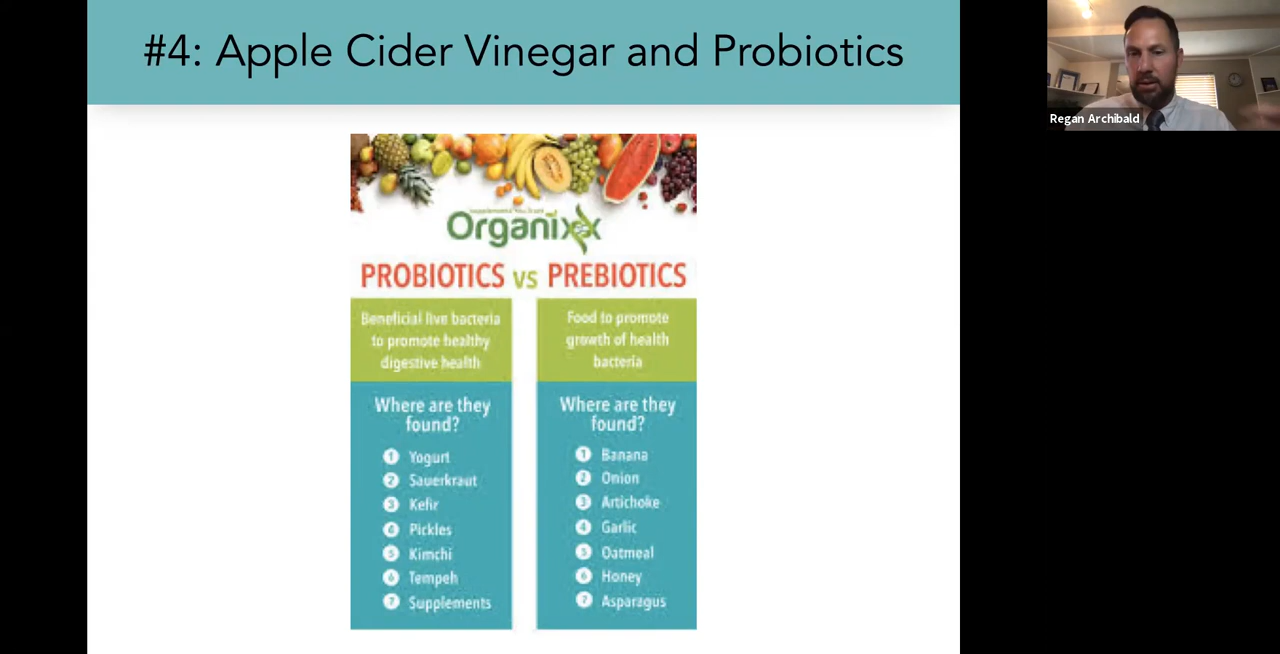 #4: Apple Cider Vinegar and Probiotics
Regan Archibald
Organixx
PROBIOTICS vs PREBIOTICS
Beneficial live bacteria
to promote healthy
digestive health
Where are they
found?
1 Yogurt
2 Sauerkraut
3 Kefir
4 Pickles
5 Kimchi
6 Tempeh
7 Supplements
Food to promote
growth of health
bacteria
Where are they
found?
1 Banana
2 Onion
3 Artichoke
4 Garlic
5 Oatmeal
6 Honey
7 Asparagus